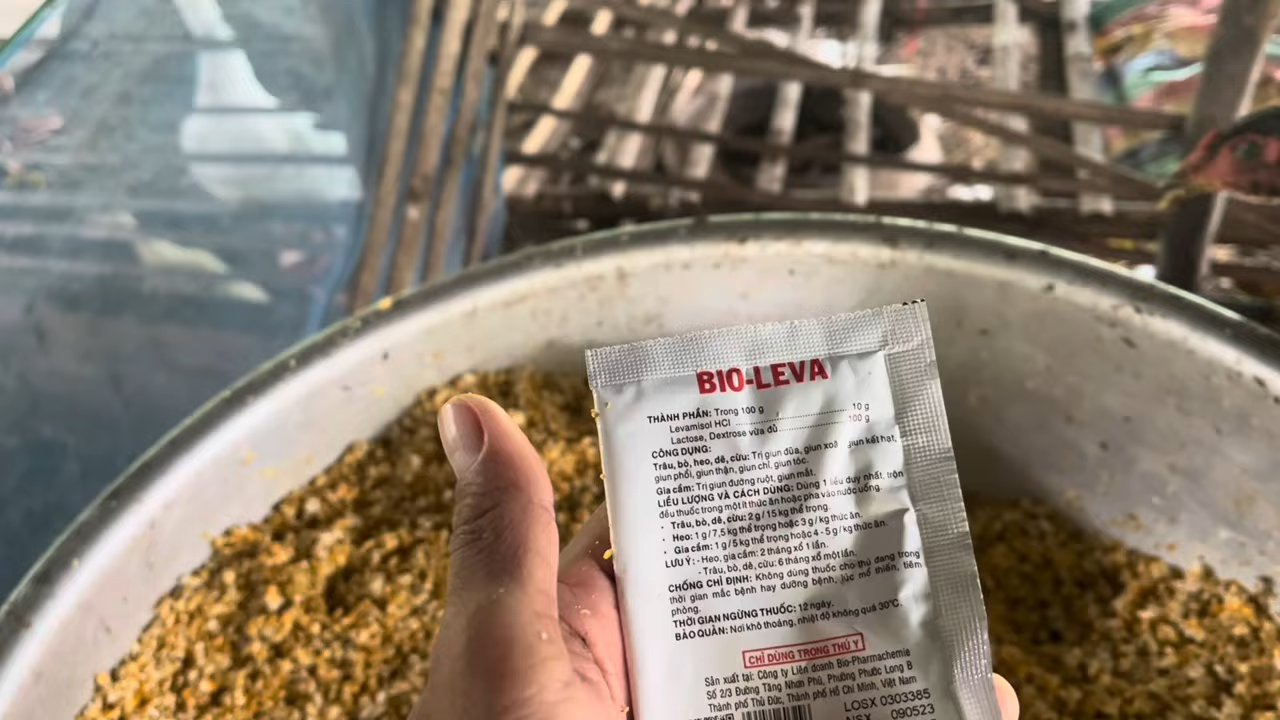 BIO-LEVA
THÀNH PHẦN: Trong 100 g
Levamisol HCl ........................ 10 g
Lactose, Dextrose vừa đủ ........................ 100 g
CÔNG DỤNG:
Trâu, bò, heo, dê, cừu: Trị giun đũa, giun xoă giun kết hạt,
giun phổi, giun thận, giun chỉ, giun tóc.
Gia cầm: Trị giun đường ruột, giun mắt.
LIỀU LƯỢNG VÀ CÁCH DÙNG: Dùng 1 liều duy nhất, trộn
đều thuốc trong một ít thức ăn hoặc pha vào nước uống.
• Trâu, bò, dê, cừu: 2 g / 15 kg thể trọng.
• Heo: 1 g / 7,5 kg thể trọng hoặc 3 g / kg thức ăn.
• Gia cầm: 1 g / 5 kg thể trọng hoặc 4 - 5 g / kg thức ăn.
LƯU Ý: - Heo, gia cầm: 2 tháng xổ 1 lần.
- Trâu, bò, dê, cừu: 6 tháng xổ một lần.
CHỐNG CHỈ ĐỊNH: Không dùng thuốc cho thú đang trong
thời gian mắc bệnh hay dưỡng bệnh, lúc mổ thiến, tiêm
phòng.
THỜI GIAN NGỪNG THUỐC: 12 ngày.
BẢO QUẢN: Nơi khô thoáng, nhiệt độ không quá 30°C.
CHỈ DÙNG TRONG THÚ Y
Sản xuất tại: Công ty Liên doanh Bio-Pharmachemie
Số 2/3 Đường Tăng Nhơn Phú, Phường Phước Long B
Thành phố Thủ Đức, Thành phố Hồ Chí Minh, Việt Nam
LOSX 0303385
NSX 090523